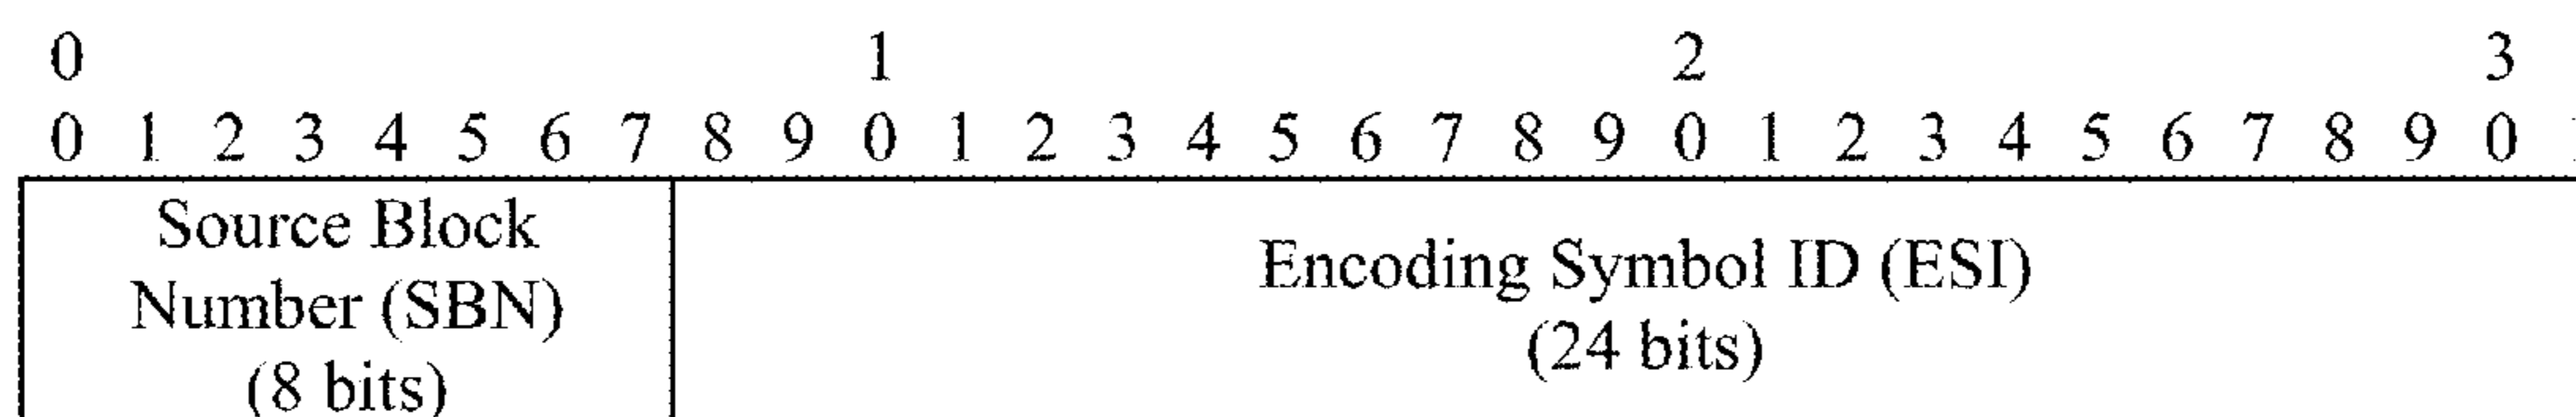 0 1 2 3
0 1 2 3 4 5 6 7 8 9 0 1 2 3 4 5 6 7 8 9 0 1 2 3 4 5 6 7 8 9 0
Source Block
Number (SBN)
(8 bits)
Encoding Symbol ID (ESI)
(24 bits)